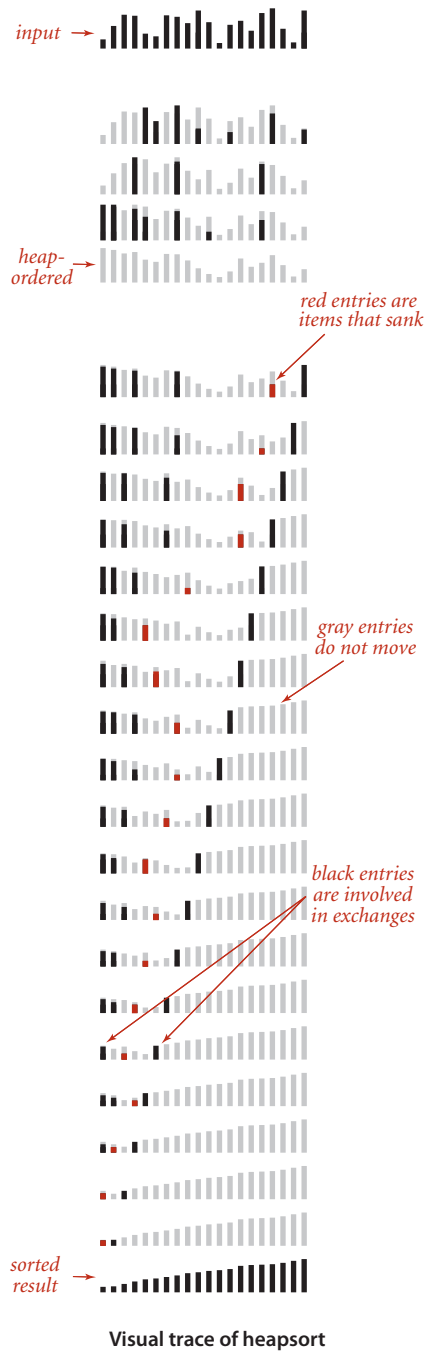 input
heap-
ordered
red entries are
items that sank
gray entries
do not move
black entries
are involved
in exchanges
sorted
result
Visual trace of heapsort